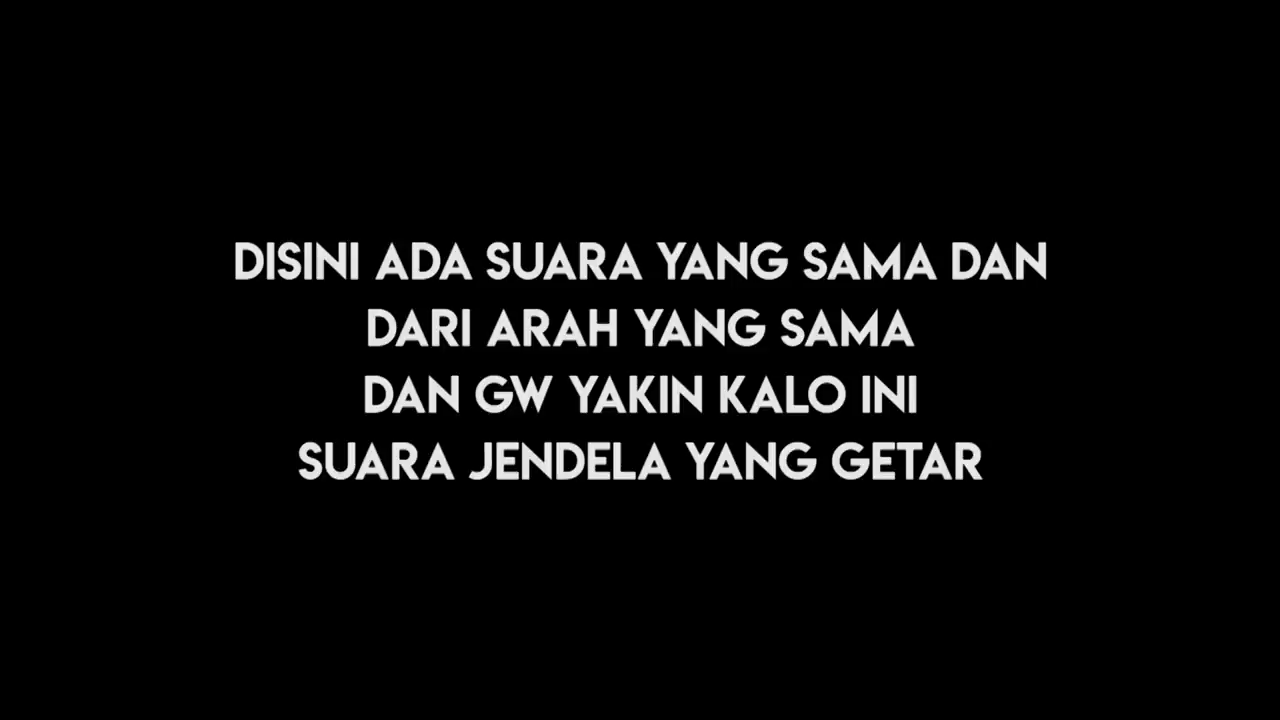 DISINI ADA SUARA YANG SAMA DAN
DARI ARAH YANG SAMA
DAN GW YAKIN KALO INI
SUARA JENDELA YANG GETAR